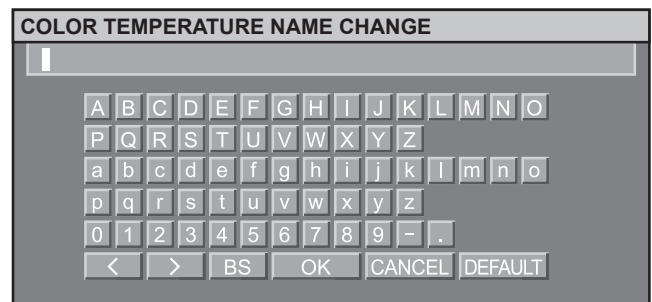 COLOR TEMPERATURE NAME CHANGE
A B C D E F G H I J K L M N O
P Q R S T U V W X Y Z
a b c d e f g h i j k l m n o
p q r s t u v w x y z
0 1 2 3 4 5 6 7 8 9 - .
< > BS OK CANCEL DEFAULT